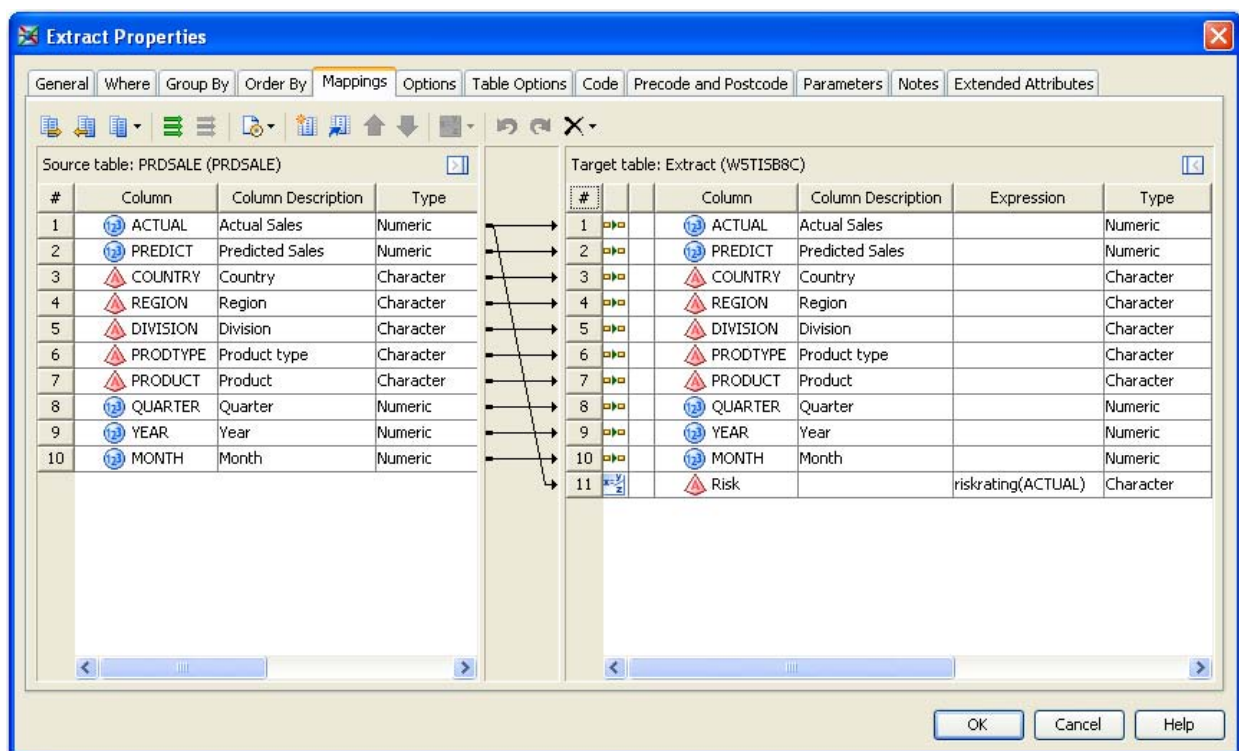 Extract Properties
General Where Group By Order By Mappings Options Table Options Code Precode and Postcode Parameters Notes Extended Attributes
Source table: PRDSALE (PRDSALE)
# Column Column Description Type
1 ACTUAL Actual Sales Numeric
2 PREDICT Predicted Sales Numeric
3 COUNTRY Country Character
4 REGION Region Character
5 DIVISION Division Character
6 PRODTYPE Product type Character
7 PRODUCT Product Character
8 QUARTER Quarter Numeric
9 YEAR Year Numeric
10 MONTH Month Numeric
Target table: Extract (W5TISB8C)
# Column Column Description Expression Type
1 ACTUAL Actual Sales Numeric
2 PREDICT Predicted Sales Numeric
3 COUNTRY Country Character
4 REGION Region Character
5 DIVISION Division Character
6 PRODTYPE Product type Character
7 PRODUCT Product Character
8 QUARTER Quarter Numeric
9 YEAR Year Numeric
10 MONTH Month Numeric
11 Risk riskrating(ACTUAL) Character
OK Cancel Help